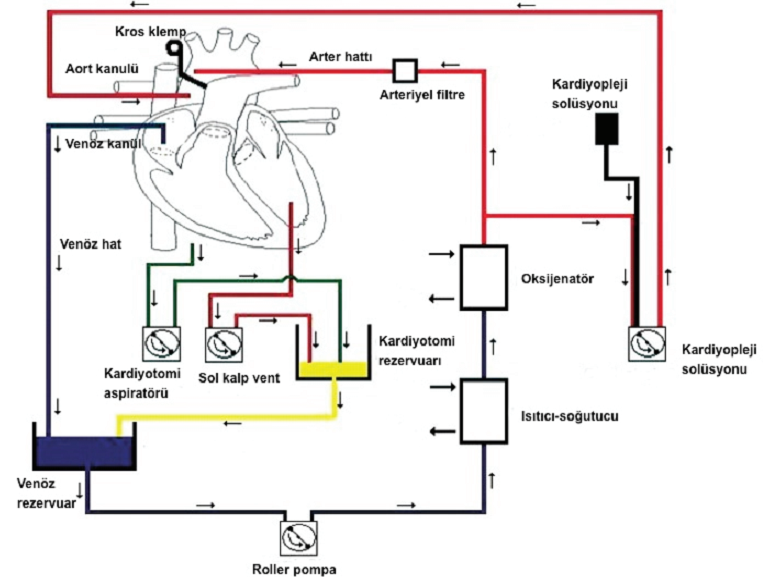 Kros klemp
Arter hattı
Aort kanülü
Arteriyel filtre
Kardiyopleji
solüsyonu
Venöz kanül
Venöz hat
Oksijenatör
Kardiyotomi
rezervuarı
Kardiyopleji
solüsyonu
Kardiyotomi
aspiratörü
Sol kalp vent
Isıtıcı-soğutucu
Venöz
rezervuar
Roller pompa